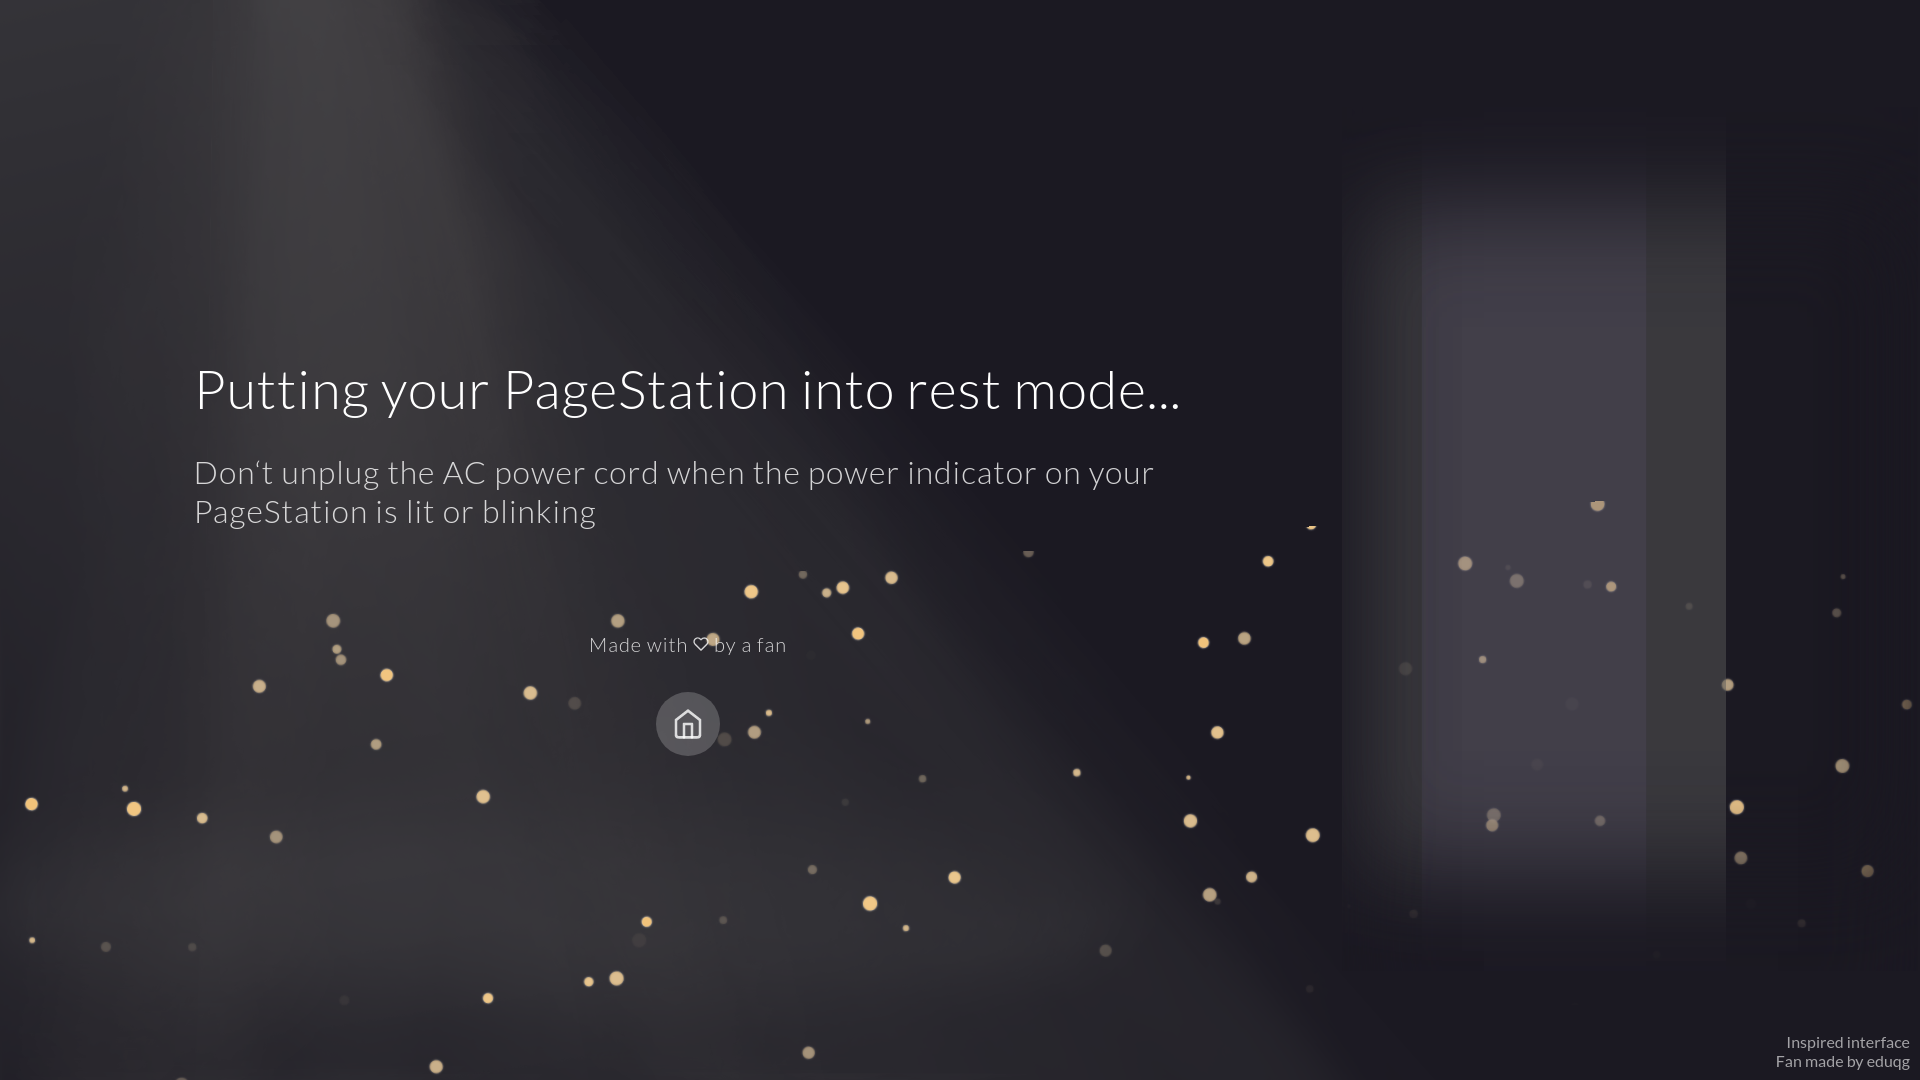 Putting your PageStation into rest mode...
Don‘t unplug the AC power cord when the power indicator on your
PageStation is lit or blinking
Made with ♡ by a fan
Inspired interface
Fan made by eduqg